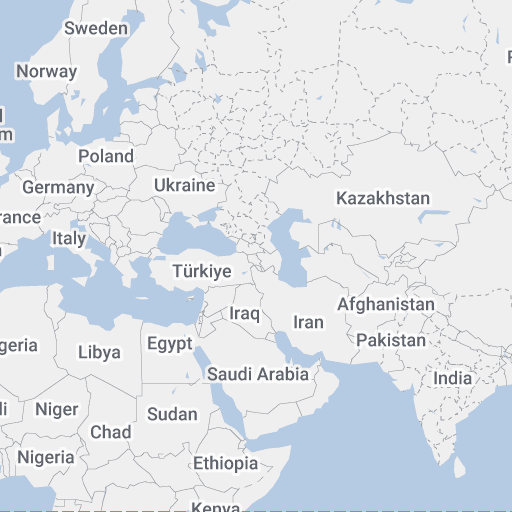 Sweden
Norway
m
Poland
Germany
Ukraine
rance
Kazakhstan
Italy
Türkiye
Afghanistan
Iraq
Iran
Pakistan
geria
Libya
Egypt
Saudi Arabia
India
Niger
Sudan
Chad
Nigeria
Ethiopia
Kenya